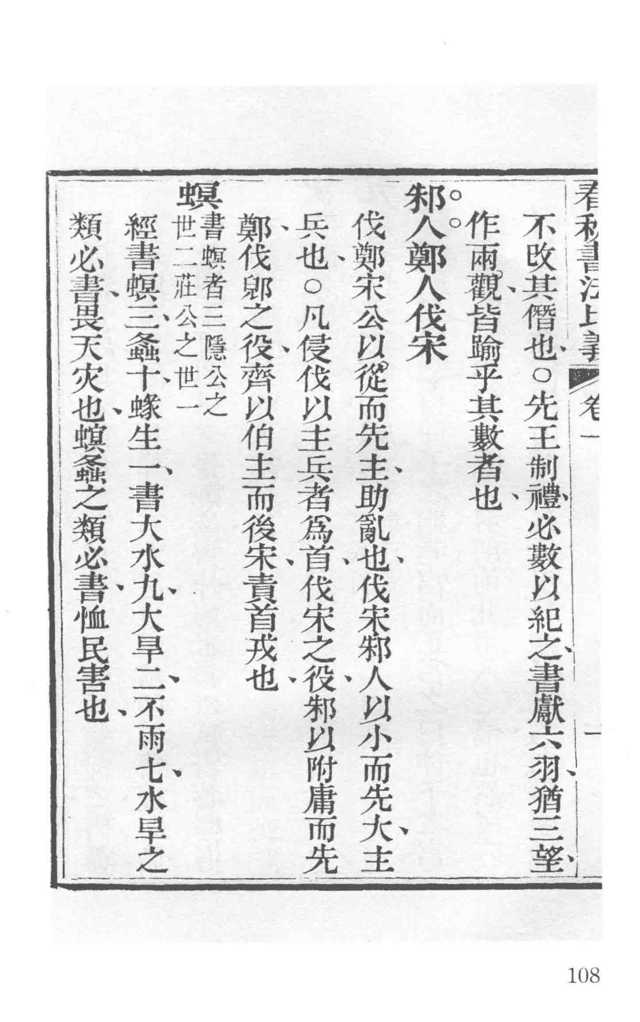 春秋書法比義 卷一 一
不改其僭也○先王制禮必數以紀之書獻六羽猶三望
作兩觀皆踰乎其數者也
邾人鄭人伐宋
伐鄭宋公以從而先主助亂也伐宋邾人以小而先大主
兵也○凡侵伐以主兵者爲首伐宋之役邾以附庸而先
鄭伐郳之役齊以伯主而後宋責首戎也
螟
書螟者三隱公之
世二莊公之世一
經書螟三螽十蝝生一書大水九大旱二不雨七水旱之
類必書畏天灾也螟螽之類必書恤民害也
108